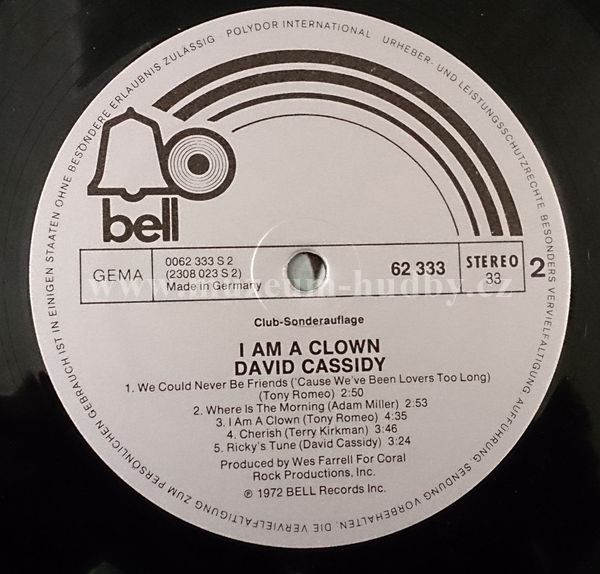 POLYDOR INTERNATIONAL · URHEBER- UND LEISTUNGSSCHUTZRECHTE, BESONDERS VERVIELFÄLTIGUNG, AUFFÜHRUNG, SENDUNG VORBEHALTEN. DIE VERVIELFÄLTIGUNG ZUM PERSÖNLICHEN GEBRAUCH IST IN EINIGEN STAATEN OHNE BESONDERE ERLAUBNIS ZULÄSSIG ·
bell
GEMA
0062 333 S 2
(2308 023 S 2)
Made in Germany
62 333
STEREO
33
2
www.muzeum-hudby.cz
Club-Sonderauflage
I AM A CLOWN
DAVID CASSIDY
1. We Could Never Be Friends ('Cause We've Been Lovers Too Long)
(Tony Romeo) 2:50
2. Where Is The Morning (Adam Miller) 2:53
3. I Am A Clown (Tony Romeo) 4:35
4. Cherish (Terry Kirkman) 3:46
5. Ricky's Tune (David Cassidy) 3:24
Produced by Wes Farrell For Coral
Rock Productions, Inc.
℗ 1972 BELL Records Inc.